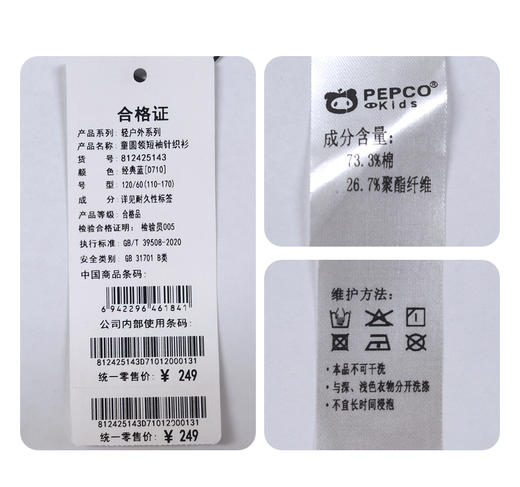 合格证
产品系列: 轻户外系列
产品名称: 童圆领短袖针织衫
货 号: 812425143
颜 色: 经典蓝[D710]
号 型: 120/60(110-170)
成 分: 详见耐久性标签
产品等级: 合格品
检验合格证明: 检验员005
执行标准: GB/T 39508-2020
安全类别: GB 31701 B类
中国商品条码:
6 942296 461841
公司内部使用条码:
812425143D71012000131
统一零售价: ¥ 249
812425143D71012000131
统一零售价: ¥ 249
PEPCO®
Kids
成分含量:
73.3%棉
26.7%聚酯纤维
维护方法:
·本品不可干洗
·与深、浅色衣物分开洗涤
·不宜长时间浸泡